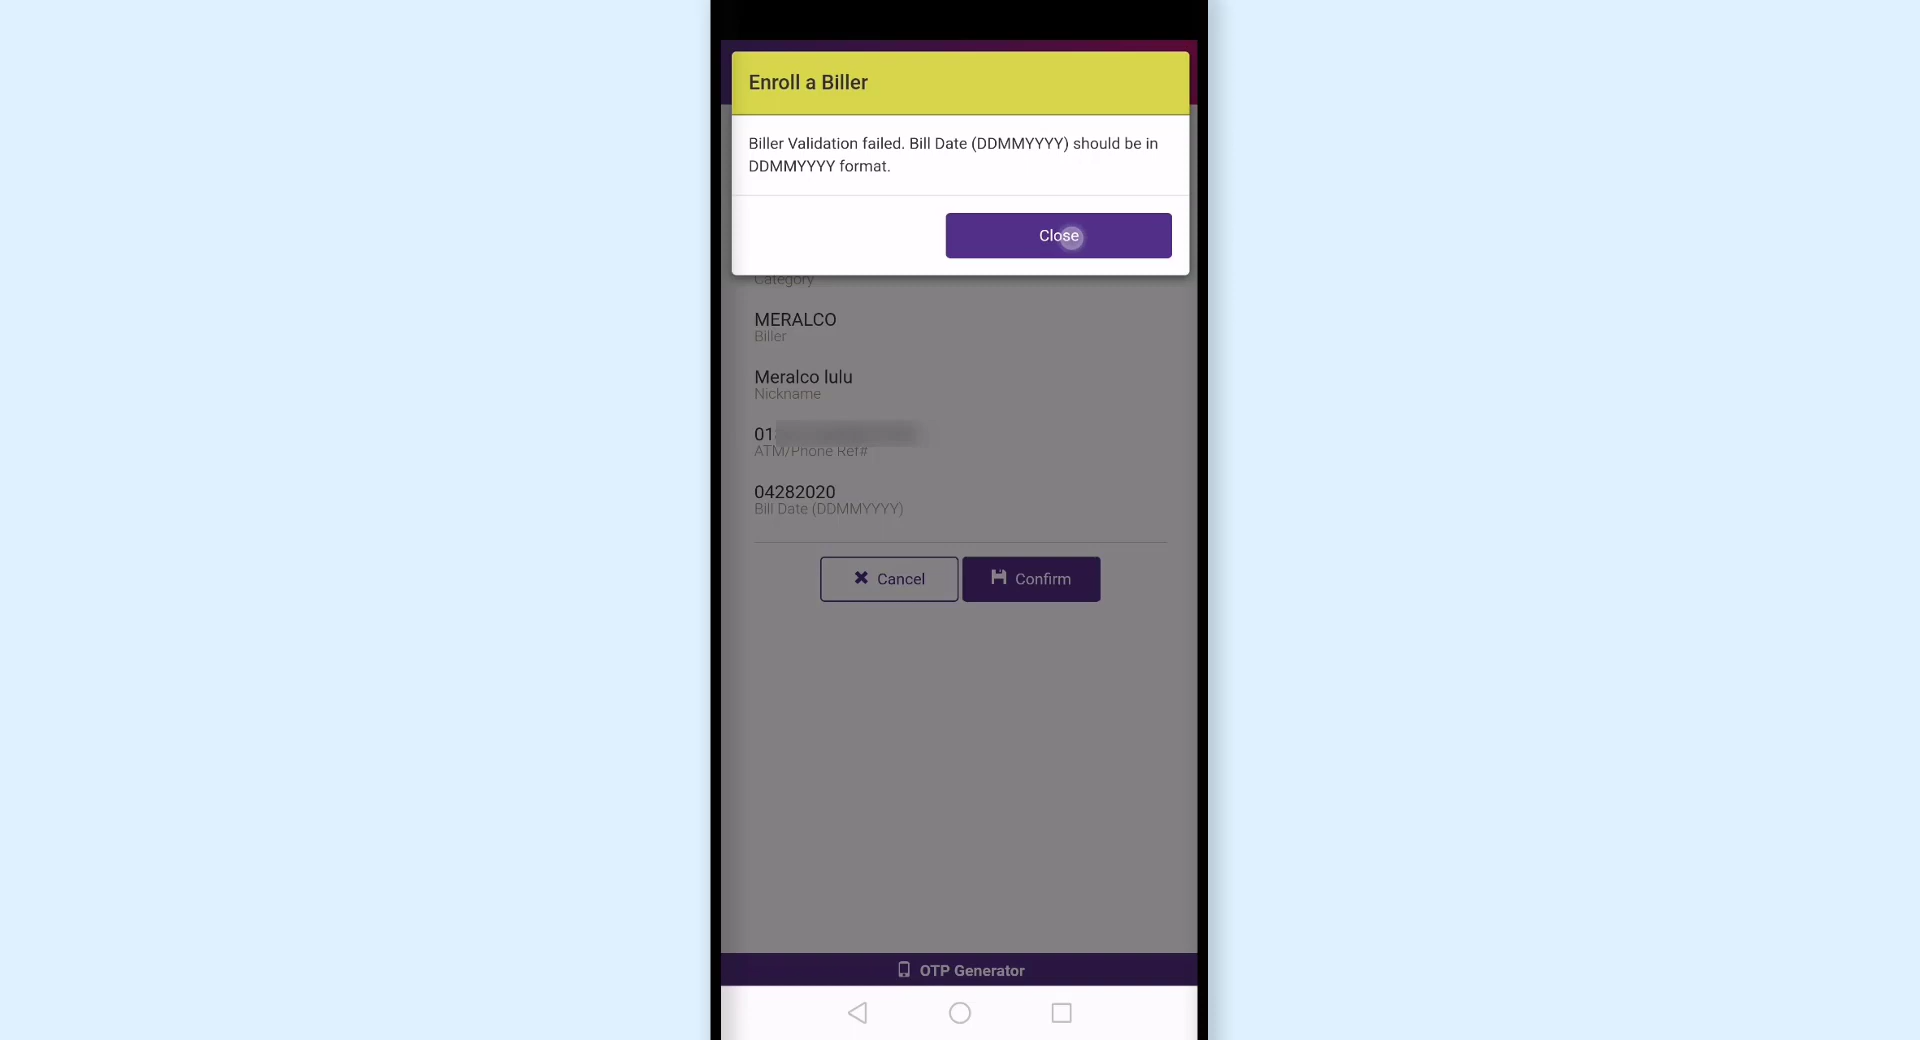 Enroll a Biller
Biller Validation failed. Bill Date (DDMMYYYY) should be in
DDMMYYYY format.
Close
Category
MERALCO
Biller
Meralco lulu
Nickname
01
ATM/Phone Ref#
04282020
Bill Date (DDMMYYYY)
Cancel Confirm
OTP Generator